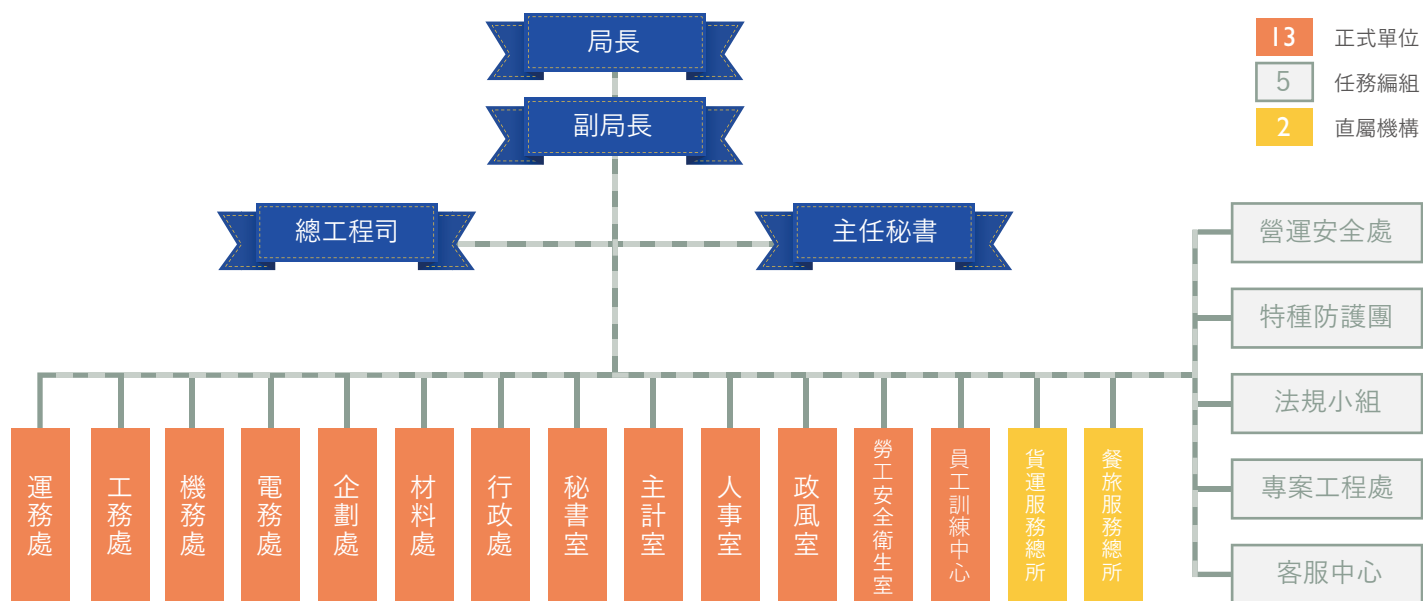 局長
副局長
總工程司
主任秘書
13 正式單位
5 任務編組
2 直屬機構
營運安全處
特種防護團
法規小組
專案工程處
客服中心
運務處
工務處
機務處
電務處
企劃處
材料處
行政處
秘書室
主計室
人事室
政風室
勞工安全衛生室
員工訓練中心
貨運服務總所
餐旅服務總所